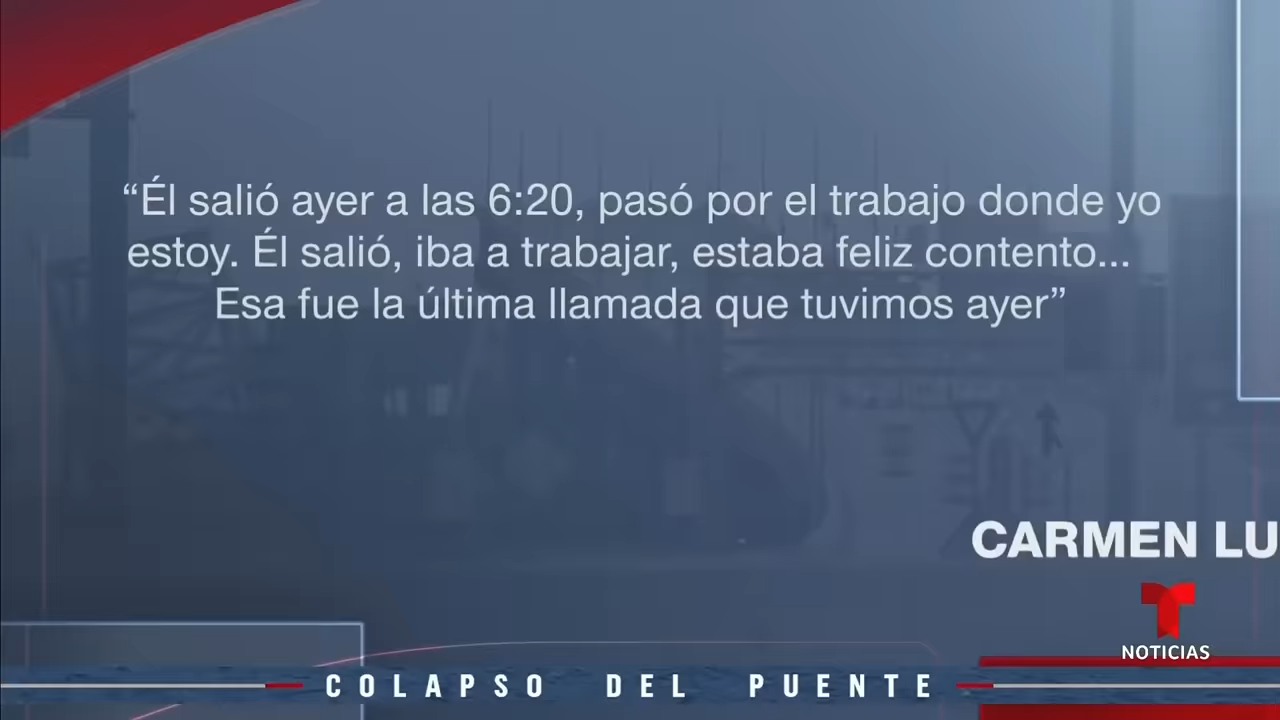 “Él salió ayer a las 6:20, pasó por el trabajo donde yo
estoy. Él salió, iba a trabajar, estaba feliz contento...
Esa fue la última llamada que tuvimos ayer”
CARMEN LU
NOTICIAS
COLAPSO DEL PUENTE